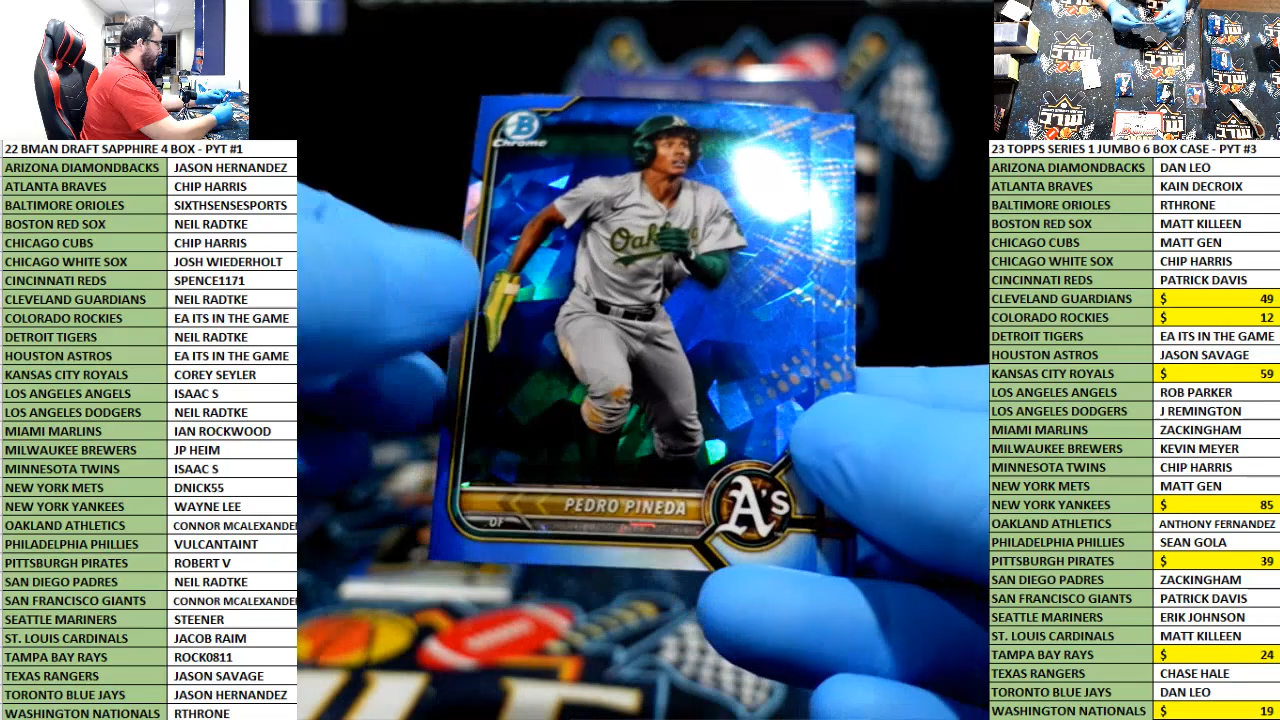 22 BMAN DRAFT SAPPHIRE 4 BOX - PYT #1
ARIZONA DIAMONDBACKS JASON HERNANDEZ
ATLANTA BRAVES CHIP HARRIS
BALTIMORE ORIOLES SIXTHSENSESPORTS
BOSTON RED SOX NEIL RADTKE
CHICAGO CUBS CHIP HARRIS
CHICAGO WHITE SOX JOSH WIEDERHOLT
CINCINNATI REDS SPENCE1171
CLEVELAND GUARDIANS NEIL RADTKE
COLORADO ROCKIES EA ITS IN THE GAME
DETROIT TIGERS NEIL RADTKE
HOUSTON ASTROS EA ITS IN THE GAME
KANSAS CITY ROYALS COREY SEYLER
LOS ANGELES ANGELS ISAAC S
LOS ANGELES DODGERS NEIL RADTKE
MIAMI MARLINS IAN ROCKWOOD
MILWAUKEE BREWERS JP HEIM
MINNESOTA TWINS ISAAC S
NEW YORK METS DNICK55
NEW YORK YANKEES WAYNE LEE
OAKLAND ATHLETICS CONNOR MCALEXANDE
PHILADELPHIA PHILLIES VULCANTAINT
PITTSBURGH PIRATES ROBERT V
SAN DIEGO PADRES NEIL RADTKE
SAN FRANCISCO GIANTS CONNOR MCALEXANDE
SEATTLE MARINERS STEENER
ST. LOUIS CARDINALS JACOB RAIM
TAMPA BAY RAYS ROCK0811
TEXAS RANGERS JASON SAVAGE
TORONTO BLUE JAYS JASON HERNANDEZ
WASHINGTON NATIONALS RTHRONE
B
Chrome
Oakland
PEDRO PINEDA
OF
A's
23 TOPPS SERIES 1 JUMBO 6 BOX CASE - PYT #3
ARIZONA DIAMONDBACKS DAN LEO
ATLANTA BRAVES KAIN DECROIX
BALTIMORE ORIOLES RTHRONE
BOSTON RED SOX MATT KILLEEN
CHICAGO CUBS MATT GEN
CHICAGO WHITE SOX CHIP HARRIS
CINCINNATI REDS PATRICK DAVIS
CLEVELAND GUARDIANS $ 49
COLORADO ROCKIES $ 12
DETROIT TIGERS EA ITS IN THE GAME
HOUSTON ASTROS JASON SAVAGE
KANSAS CITY ROYALS $ 59
LOS ANGELES ANGELS ROB PARKER
LOS ANGELES DODGERS J REMINGTON
MIAMI MARLINS ZACKINGHAM
MILWAUKEE BREWERS KEVIN MEYER
MINNESOTA TWINS CHIP HARRIS
NEW YORK METS MATT GEN
NEW YORK YANKEES $ 85
OAKLAND ATHLETICS ANTHONY FERNANDEZ
PHILADELPHIA PHILLIES SEAN GOLA
PITTSBURGH PIRATES $ 39
SAN DIEGO PADRES ZACKINGHAM
SAN FRANCISCO GIANTS PATRICK DAVIS
SEATTLE MARINERS ERIK JOHNSON
ST. LOUIS CARDINALS MATT KILLEEN
TAMPA BAY RAYS $ 24
TEXAS RANGERS CHASE HALE
TORONTO BLUE JAYS DAN LEO
WASHINGTON NATIONALS $ 19